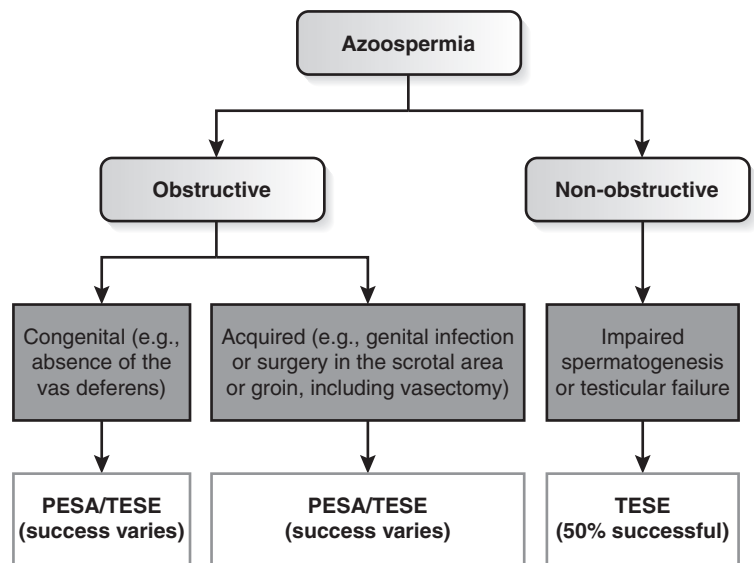 Azoospermia
Obstructive
Non-obstructive
Congenital (e.g.,
absence of the
vas deferens)
Acquired (e.g., genital infection
or surgery in the scrotal area
or groin, including vasectomy)
Impaired
spermatogenesis
or testicular failure
PESA/TESE
(success varies)
PESA/TESE
(success varies)
TESE
(50% successful)